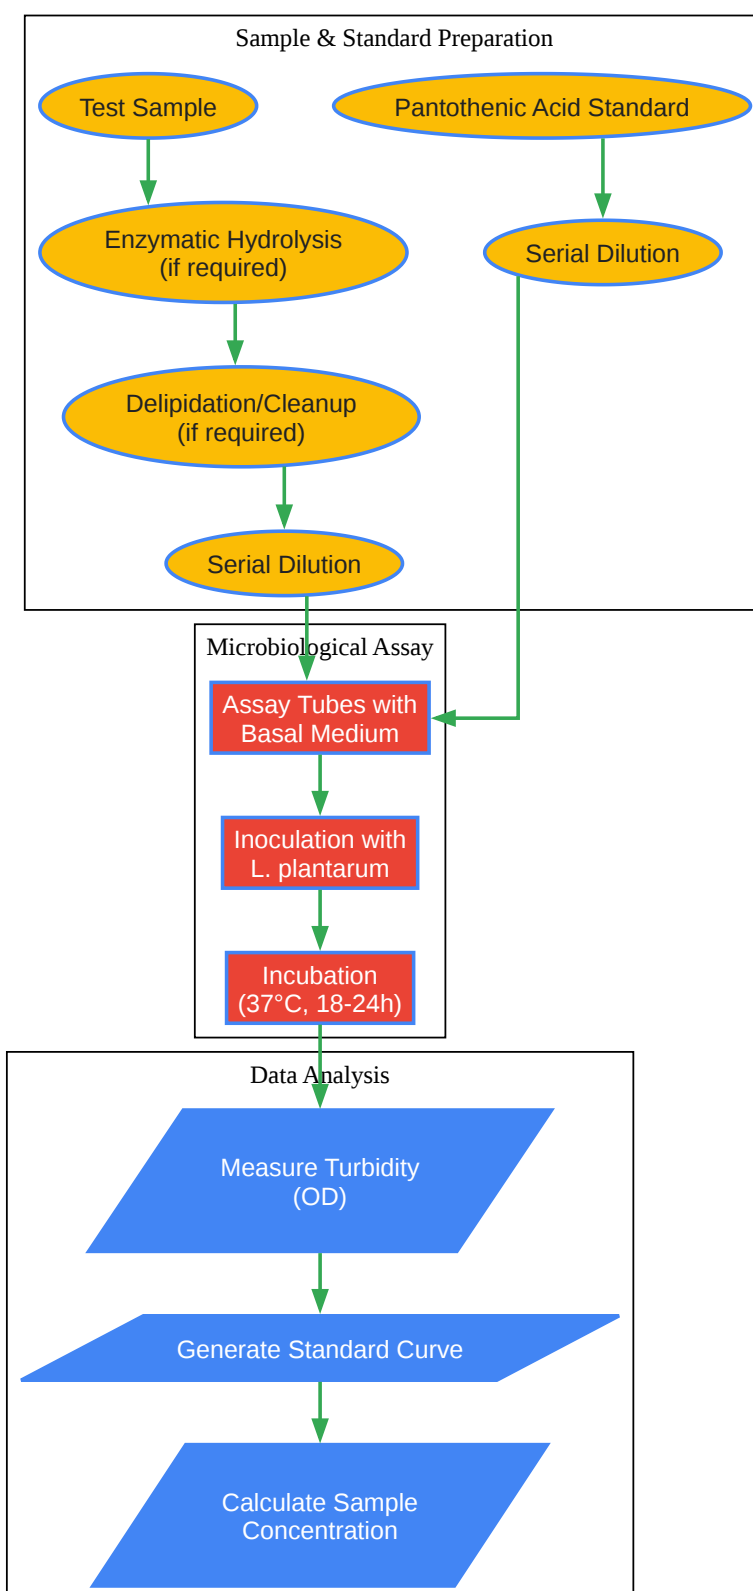 Sample & Standard Preparation
Test Sample
Pantothenic Acid Standard
Enzymatic Hydrolysis
(if required)
Serial Dilution
Delipidation/Cleanup
(if required)
Serial Dilution
Microbiological Assay
Assay Tubes with
Basal Medium
Inoculation with
L. plantarum
Incubation
(37°C, 18-24h)
Data Analysis
Measure Turbidity
(OD)
Generate Standard Curve
Calculate Sample
Concentration